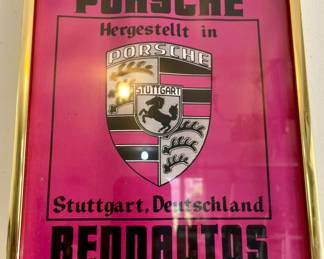 PORSCHE
Hergestellt in
PORSCHE
STUTTGART
Stuttgart, Deutschland
RENNAUTOS